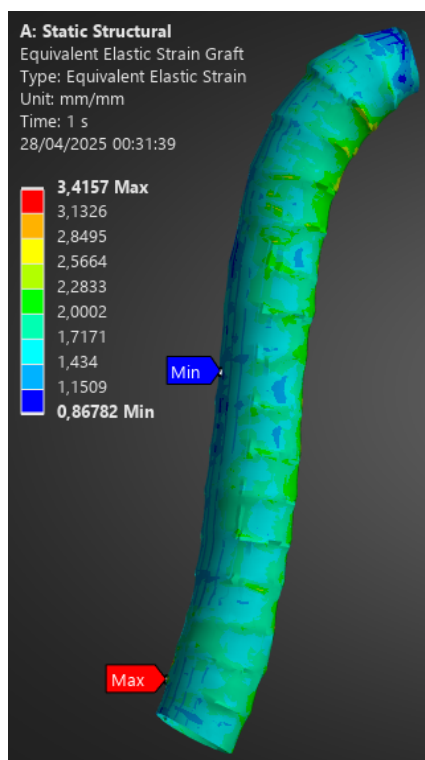 A: Static Structural
Equivalent Elastic Strain Graft
Type: Equivalent Elastic Strain
Unit: mm/mm
Time: 1 s
28/04/2025 00:31:39
3,4157 Max
3,1326
2,8495
2,5664
2,2833
2,0002
1,7171
1,434
1,1509
0,86782 Min
Min
Max